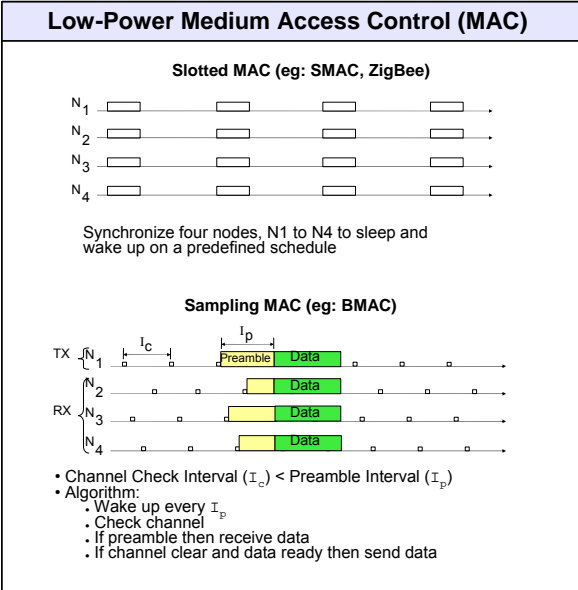 Low-Power Medium Access Control (MAC)
Slotted MAC (eg: SMAC, ZigBee)
N1
N2
N3
N4
Synchronize four nodes, N1 to N4 to sleep and
wake up on a predefined schedule
Sampling MAC (eg: BMAC)
Ic Ip
TX N1 Preamble Data
N2 Data
RX N3 Data
N4 Data
• Channel Check Interval (Ic) < Preamble Interval (Ip)
• Algorithm:
• Wake up every Ip
• Check channel
• If preamble then receive data
• If channel clear and data ready then send data